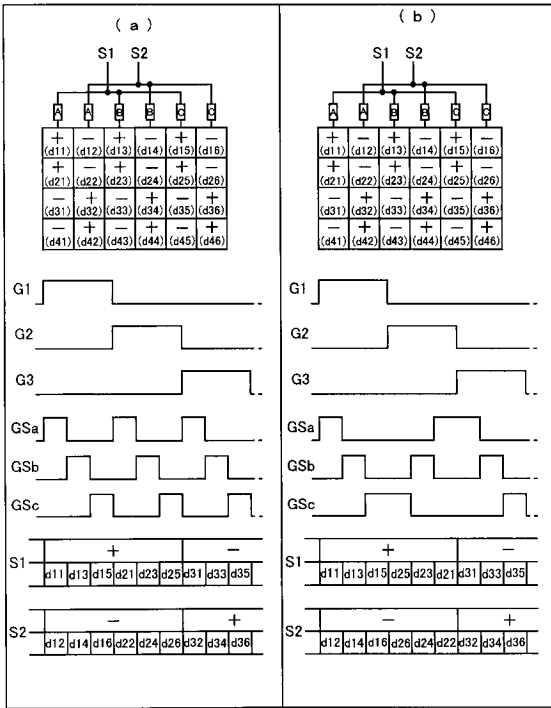 (a)
S1 S2
A A B B C C
+ − + − + −
(d11) (d12) (d13) (d14) (d15) (d16)
+ − + − + −
(d21) (d22) (d23) (d24) (d25) (d26)
− + − + − +
(d31) (d32) (d33) (d34) (d35) (d36)
− + − + − +
(d41) (d42) (d43) (d44) (d45) (d46)
G1
G2
G3
GSa
GSb
GSc
+ −
S1
d11 d13 d15 d21 d23 d25 d31 d33 d35
− +
S2
d12 d14 d16 d22 d24 d26 d32 d34 d36
(b)
S1 S2
A A B B C C
+ − + − + −
(d11) (d12) (d13) (d14) (d15) (d16)
+ − + − + −
(d21) (d22) (d23) (d24) (d25) (d26)
− + − + − +
(d31) (d32) (d33) (d34) (d35) (d36)
− + − + − +
(d41) (d42) (d43) (d44) (d45) (d46)
G1
G2
G3
GSa
GSb
GSc
+ −
S1
d11 d13 d15 d25 d23 d21 d31 d33 d35
− +
S2
d12 d14 d16 d26 d24 d22 d32 d34 d36